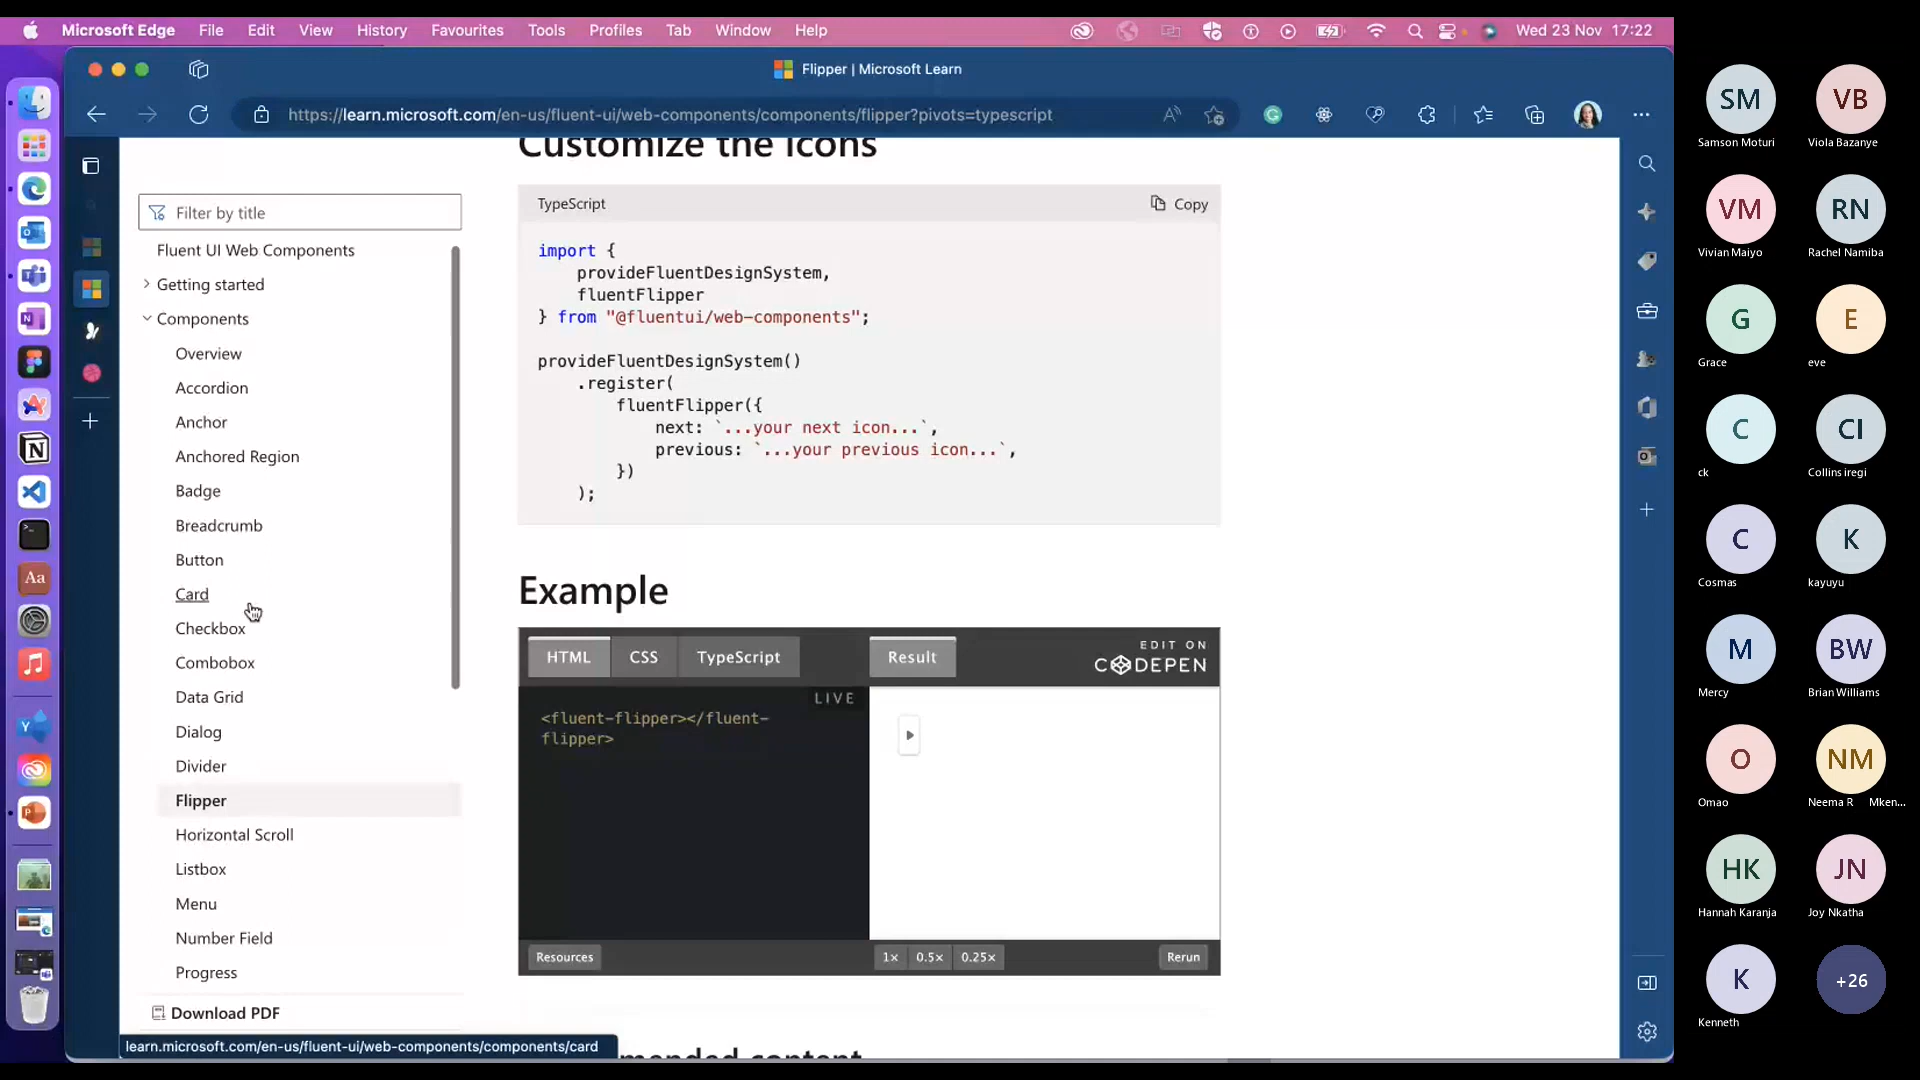 Microsoft Edge File Edit View History Favourites Tools Profiles Tab Window Help Wed 23 Nov 17:22
Flipper | Microsoft Learn
https://learn.microsoft.com/en-us/fluent-ui/web-components/components/flipper?pivots=typescript
Filter by title
Fluent UI Web Components
Getting started
Components
Overview
Accordion
Anchor
Anchored Region
Badge
Breadcrumb
Button
Card
Checkbox
Combobox
Data Grid
Dialog
Divider
Flipper
Horizontal Scroll
Listbox
Menu
Number Field
Progress
Download PDF
learn.microsoft.com/en-us/fluent-ui/web-components/components/card
Customize the icons
TypeScript Copy
import {
provideFluentDesignSystem,
fluentFlipper
} from "@fluentui/web-components";
provideFluentDesignSystem()
.register(
fluentFlipper({
next: `...your next icon...`,
previous: `...your previous icon...`,
})
);
Example
HTML CSS TypeScript Result EDIT ON
CODEPEN
LIVE
<fluent-flipper></fluent-
flipper>
Resources 1× 0.5× 0.25× Rerun
mended content
SM VB
Samson Moturi Viola Bazanye
VM RN
Vivian Maiyo Rachel Namiba
G E
Grace eve
C CI
ck Collins iregi
C K
Cosmas kayuyu
M BW
Mercy Brian Williams
O NM
Omao Neema R Mken...
HK JN
Hannah Karanja Joy Nkatha
K +26
Kenneth
Aa